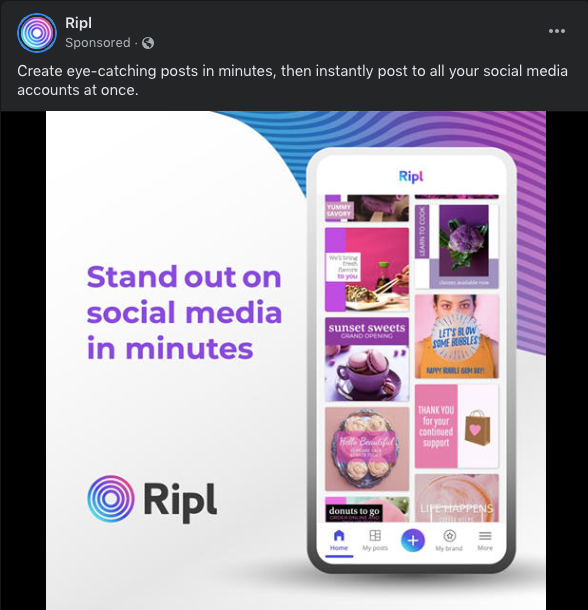 Ripl
Sponsored ·
Create eye-catching posts in minutes, then instantly post to all your social media
accounts at once.
Stand out on
social media
in minutes
Ripl
Ripl
YUMMY
SAVORY
LEARN TO COOK
classes available now
We'll bring
fresh
flavors
to you
LET'S BLOW
SOME BUBBLES!
HAPPY BUBBLE GUM DAY!
sunset sweets
GRAND OPENING
THANK YOU
for your
continued
support
Hello Beautiful
donuts to go
ORDER ONLINE AND
LIFE HAPPENS
Home
My posts
My brand
More